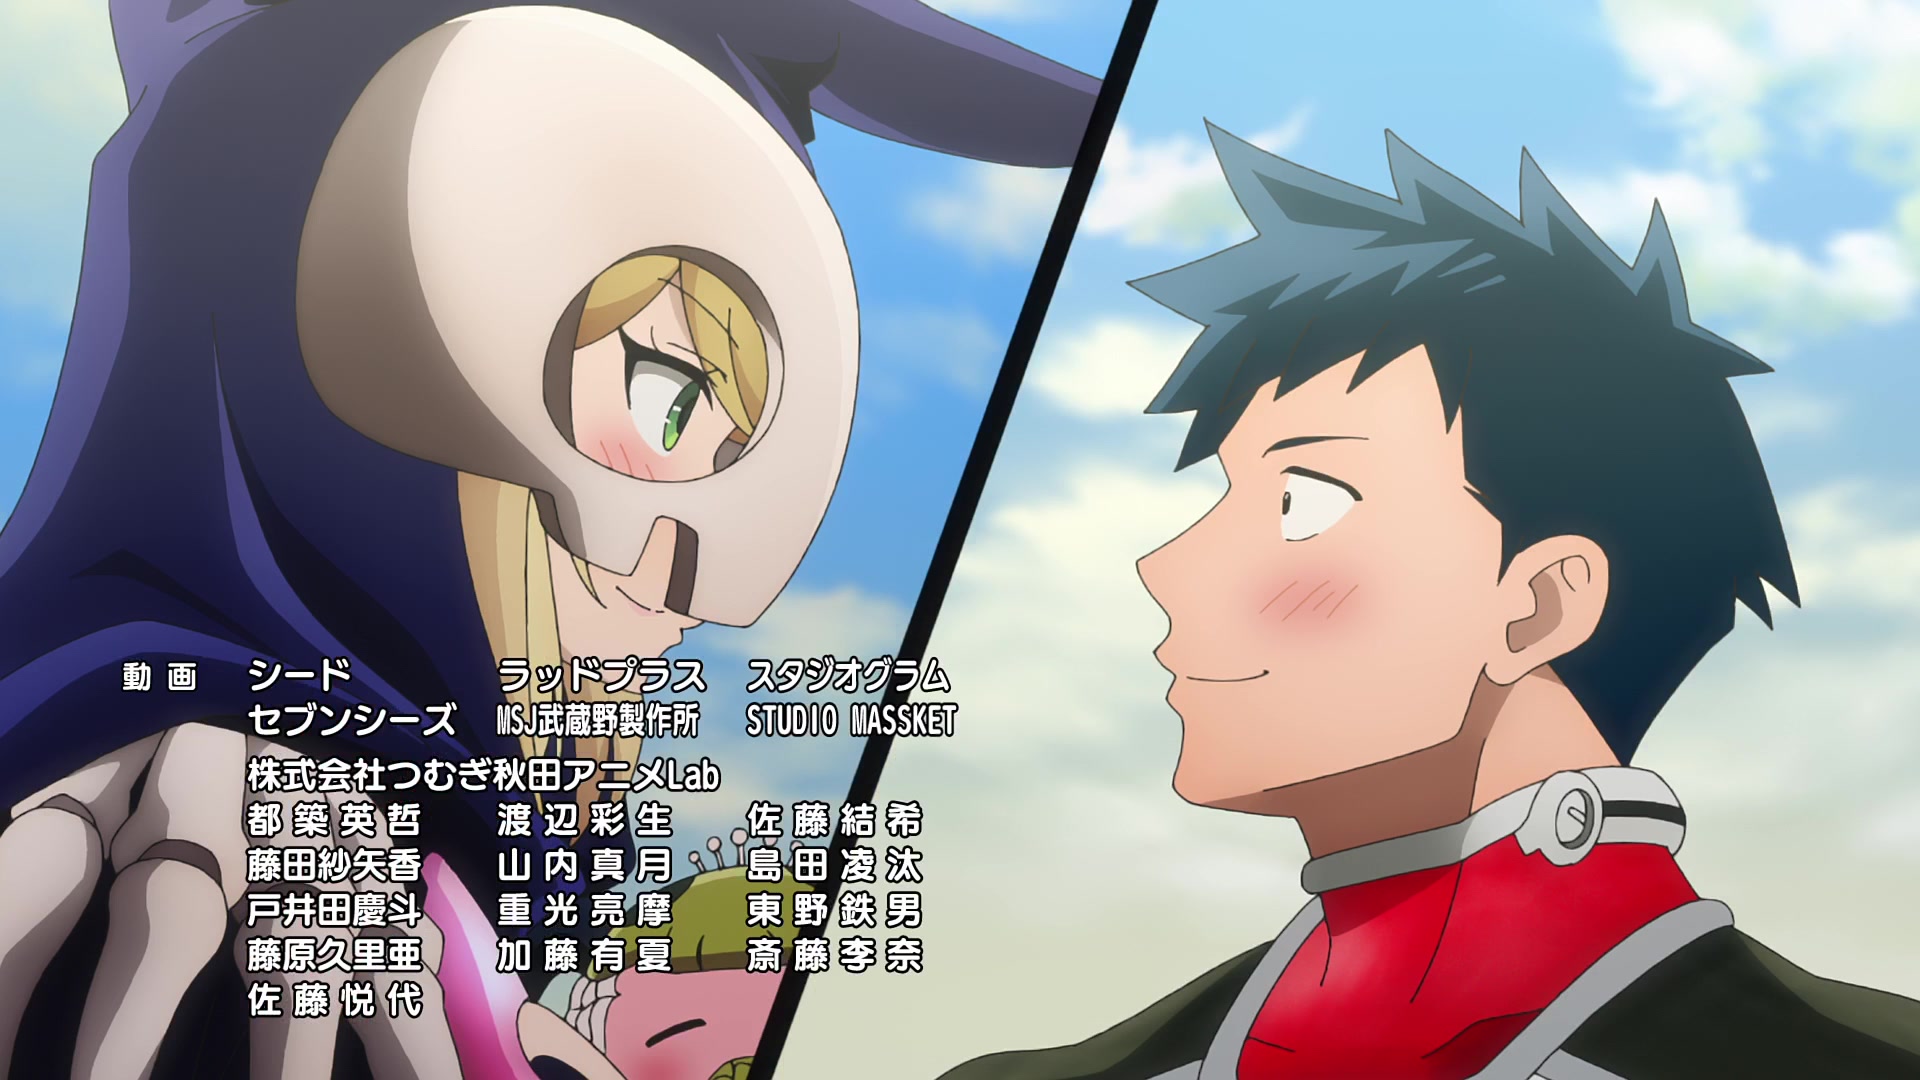 動画 シード ラッドプラス スタジオグラム
セブンシーズ MSJ武蔵野製作所 STUDIO MASSKET
株式会社つむぎ秋田アニメLab
都築英哲 渡辺彩生 佐藤結希
藤田紗矢香 山内真月 島田凌汰
戸井田慶斗 重光亮摩 東野鉄男
藤原久里亜 加藤有夏 斎藤李奈
佐藤悦代